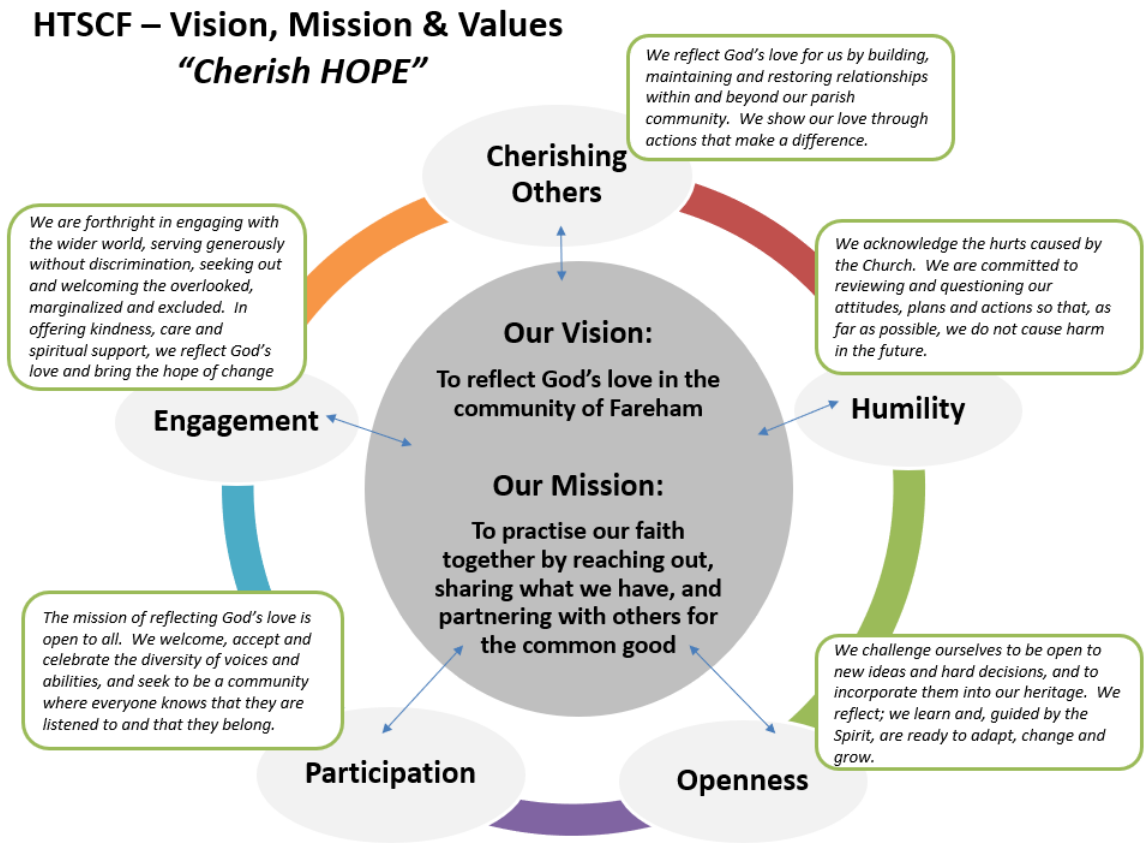 HTSCF – Vision, Mission & Values
“Cherish HOPE”
We reflect God’s love for us by building,
maintaining and restoring relationships
within and beyond our parish
community.  We show our love through
actions that make a difference.
Cherishing
Others
We are forthright in engaging with
the wider world, serving generously
without discrimination, seeking out
and welcoming the overlooked,
marginalized and excluded.  In
offering kindness, care and
spiritual support, we reflect God’s
love and bring the hope of change
We acknowledge the hurts caused by
the Church.  We are committed to
reviewing and questioning our
attitudes, plans and actions so that, as
far as possible, we do not cause harm
in the future.
Engagement
Humility
Our Vision:
To reflect God’s love in the
community of Fareham
Our Mission:
To practise our faith
together by reaching out,
sharing what we have, and
partnering with others for
the common good
The mission of reflecting God’s love is
open to all.  We welcome, accept and
celebrate the diversity of voices and
abilities, and seek to be a community
where everyone knows that they are
listened to and that they belong.
We challenge ourselves to be open to
new ideas and hard decisions, and to
incorporate them into our heritage.  We
reflect; we learn and, guided by the
Spirit, are ready to adapt, change and
grow.
Participation
Openness